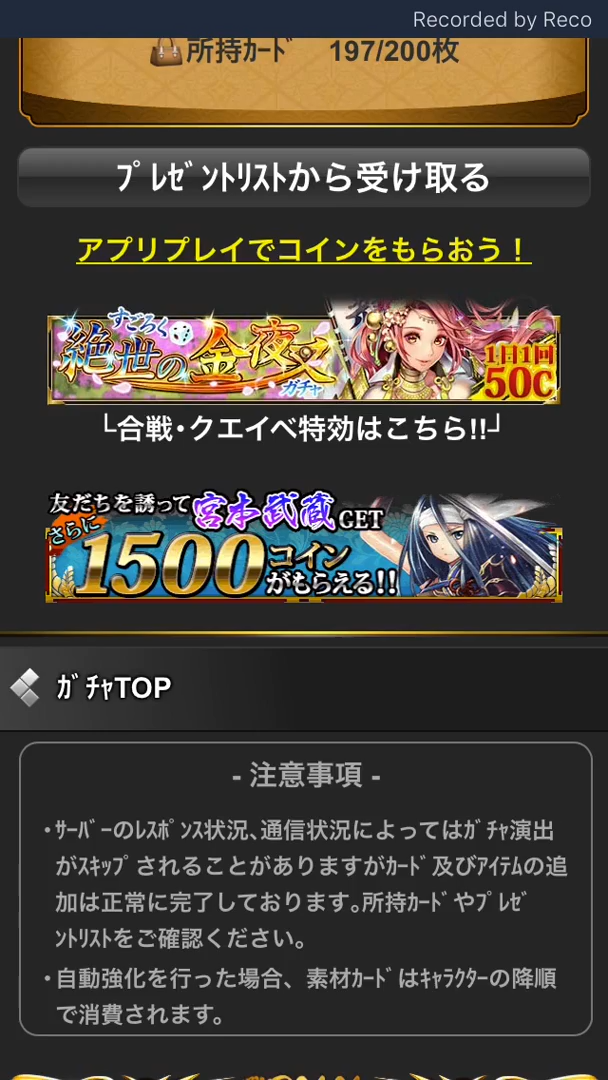 Recorded by Reco
所持ｶｰﾄﾞ 197/200枚
ﾌﾟﾚｾﾞﾝﾄﾘｽﾄから受け取る
アプリプレイでコインをもらおう！
すごろく
絶世の金夜叉
ガチャ
1日1回
50C
└合戦･クエイベ特効はこちら!!┘
友だちを誘って宮本武蔵GET
さらに
1500コイン
がもらえる!!
ｶﾞﾁｬTOP
- 注意事項 -
･ｻｰﾊﾞｰのﾚｽﾎﾟﾝｽ状況､通信状況によってはｶﾞﾁｬ演出
がｽｷｯﾌﾟされることがありますがｶｰﾄﾞ及びｱｲﾃﾑの追
加は正常に完了しております｡所持ｶｰﾄﾞやﾌﾟﾚｾﾞ
ﾝﾄﾘｽﾄをご確認ください｡
･自動強化を行った場合、素材ｶｰﾄﾞはｷｬﾗｸﾀｰの降順
で消費されます｡